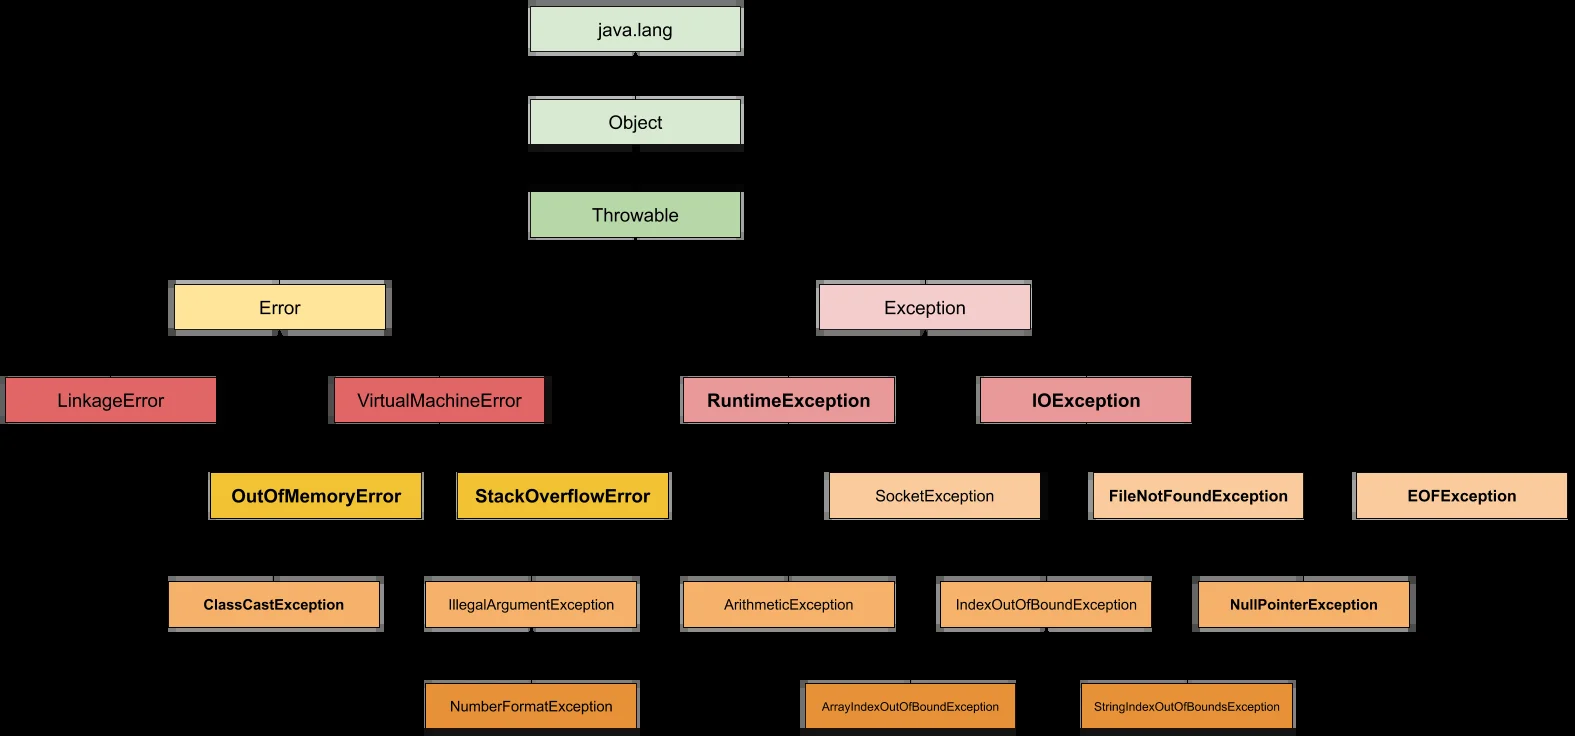 java.lang
Object
Throwable
Error
Exception
LinkageError
VirtualMachineError
RuntimeException
IOException
OutOfMemoryError
StackOverflowError
SocketException
FileNotFoundException
EOFException
ClassCastException
IllegalArgumentException
ArithmeticException
IndexOutOfBoundException
NullPointerException
NumberFormatException
ArrayIndexOutOfBoundException
StringIndexOutOfBoundsException